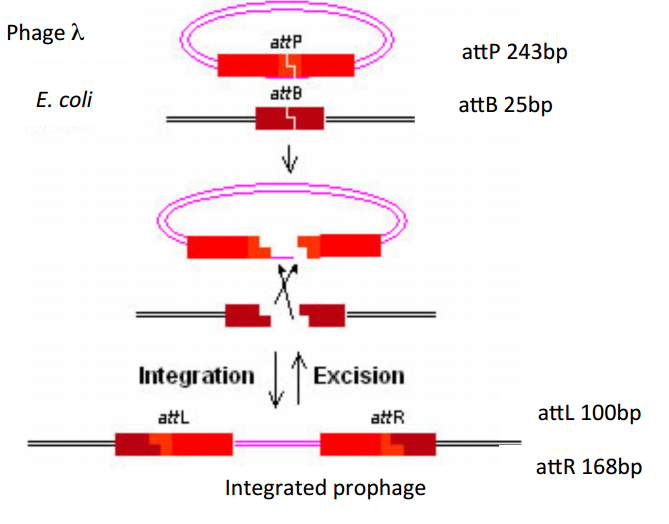 Phage λ
attP
attP 243bp
E. coli
attB
attB 25bp
Integration
Excision
attL
attR
attL 100bp
attR 168bp
Integrated prophage